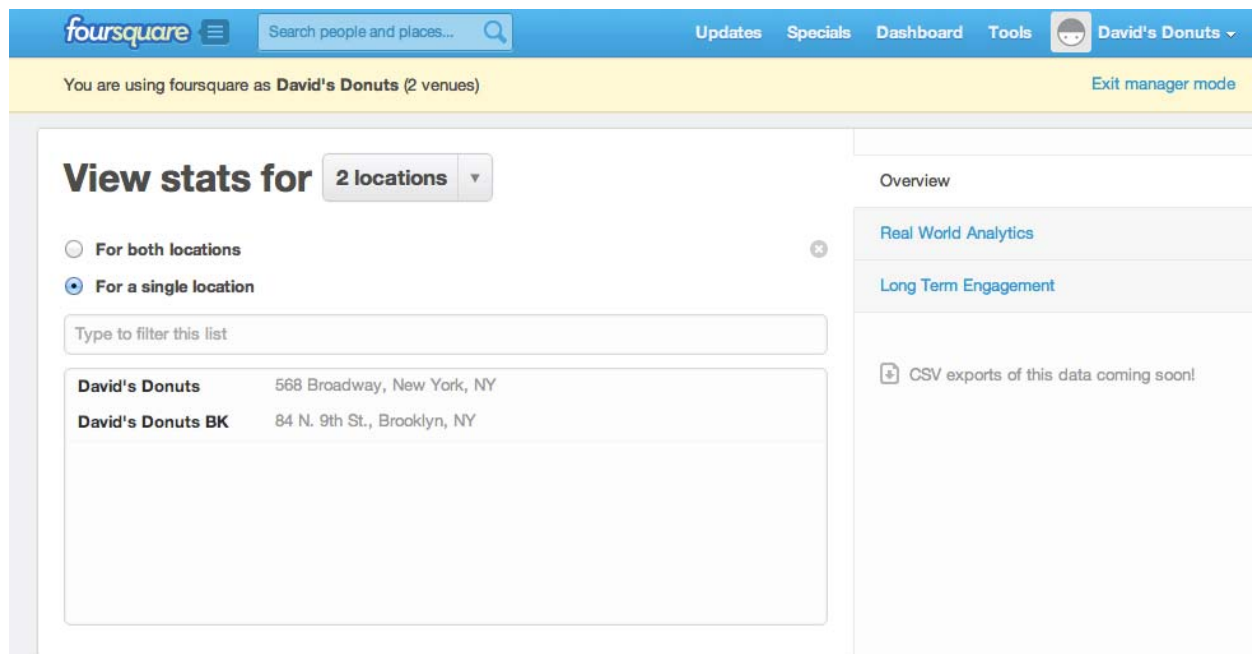 foursquare
Search people and places...
Updates Specials Dashboard Tools David's Donuts
You are using foursquare as David's Donuts (2 venues)
Exit manager mode
View stats for 2 locations
For both locations
For a single location
Type to filter this list
David's Donuts 568 Broadway, New York, NY
David's Donuts BK 84 N. 9th St., Brooklyn, NY
Overview
Real World Analytics
Long Term Engagement
CSV exports of this data coming soon!